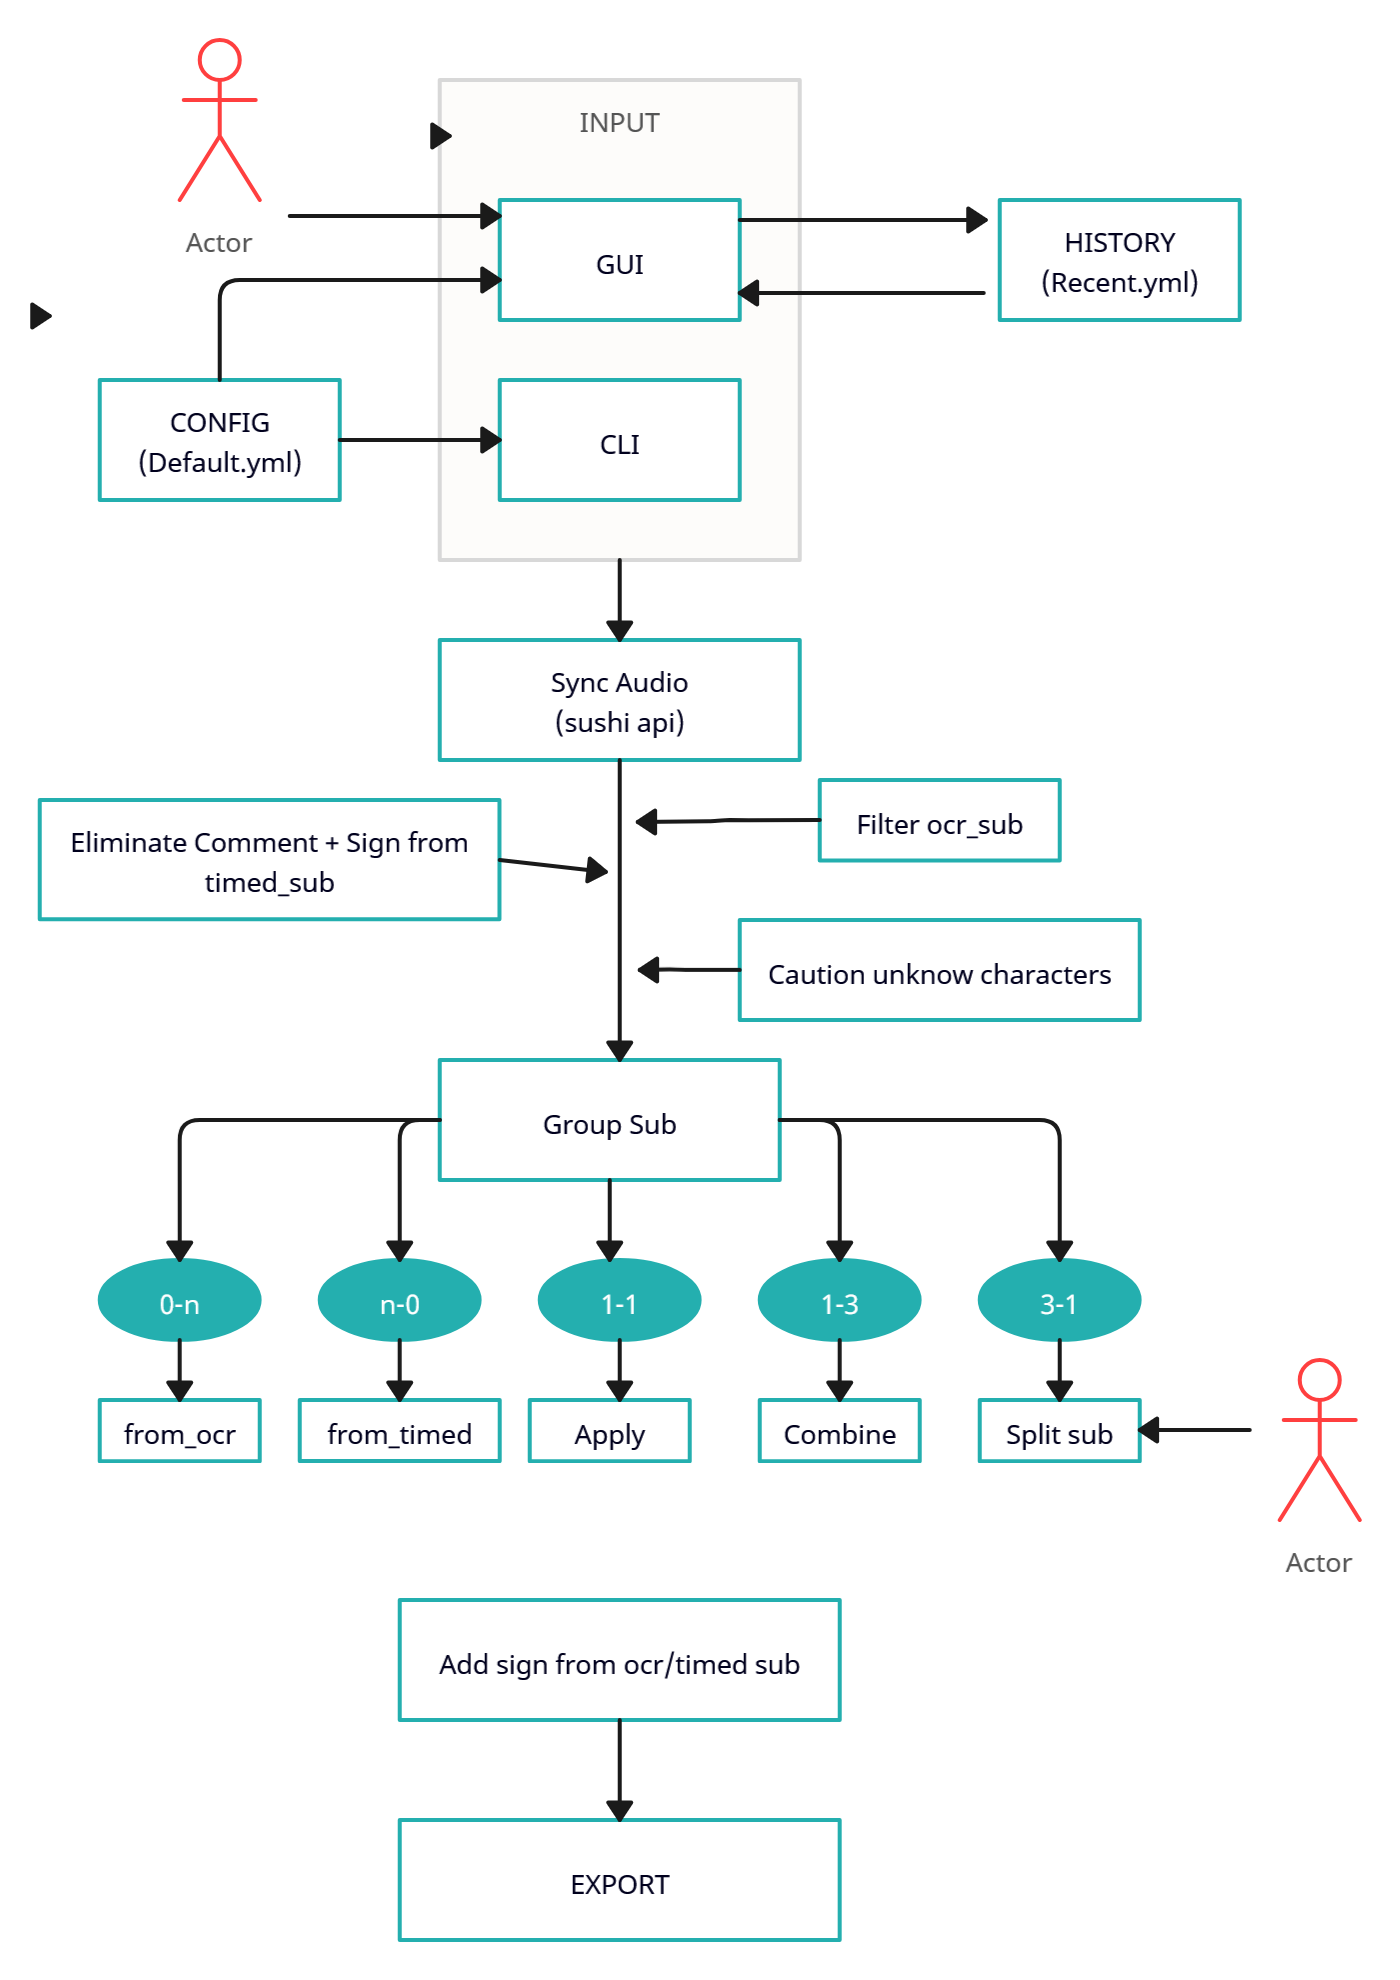 INPUT
Actor
GUI
HISTORY
(Recent.yml)
CONFIG
(Default.yml)
CLI
Sync Audio
(sushi api)
Eliminate Comment + Sign from
timed_sub
Filter ocr_sub
Caution unknow characters
Group Sub
0-n
n-0
1-1
1-3
3-1
from_ocr
from_timed
Apply
Combine
Split sub
Actor
Add sign from ocr/timed sub
EXPORT